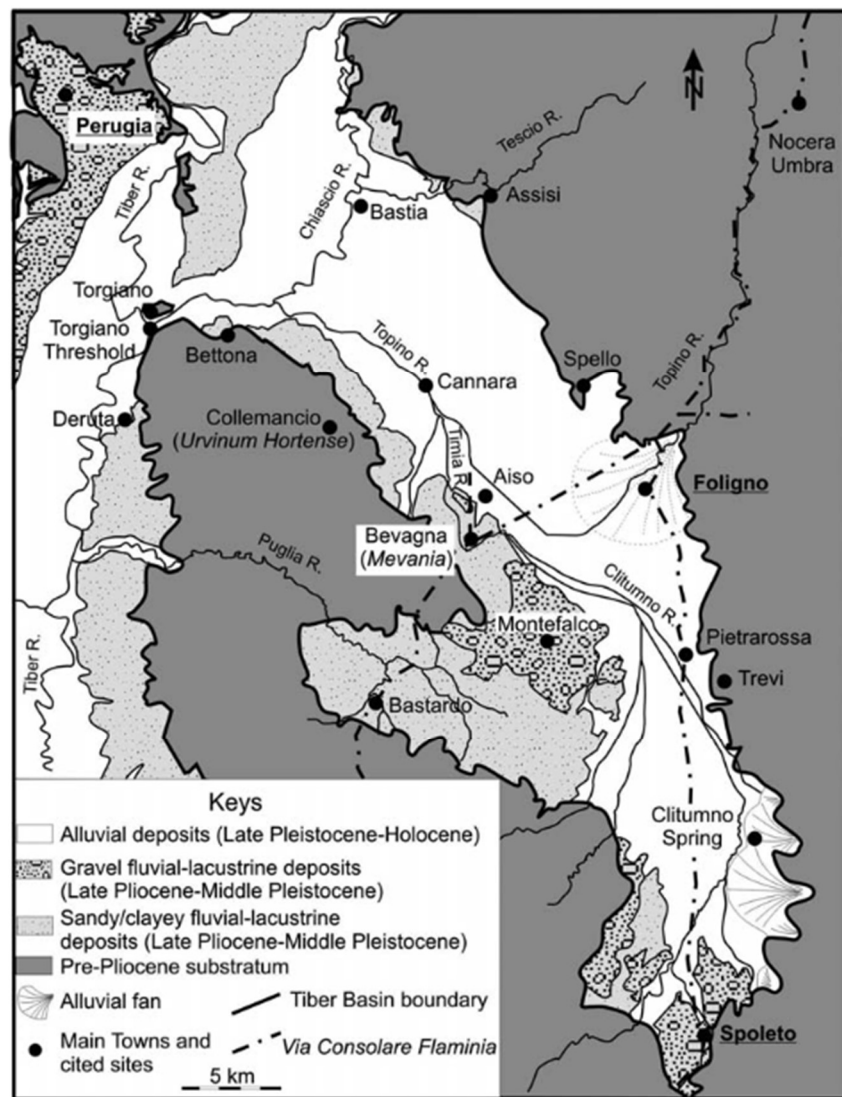 N
Perugia
Tiber R.
Chiascio R.
Tescio R.
Nocera
Umbra
Assisi
Bastia
Torgiano
Torgiano
Threshold
Bettona
Topino R.
Cannara
Spello
Topino R.
Deruta
Collemancio
(Urvinum Hortense)
Timia R.
Aiso
Foligno
Bevagna
(Mevania)
Puglia R.
Clitumno R.
Montefalco
Pietrarossa
Trevi
Tiber R.
Bastardo
Clitumno
Spring
Spoleto
Keys
Alluvial deposits (Late Pleistocene-Holocene)
Gravel fluvial-lacustrine deposits
(Late Pliocene-Middle Pleistocene)
Sandy/clayey fluvial-lacustrine
deposits (Late Pliocene-Middle Pleistocene)
Pre-Pliocene substratum
Alluvial fan
Tiber Basin boundary
Main Towns and
cited sites
Via Consolare Flaminia
5 km